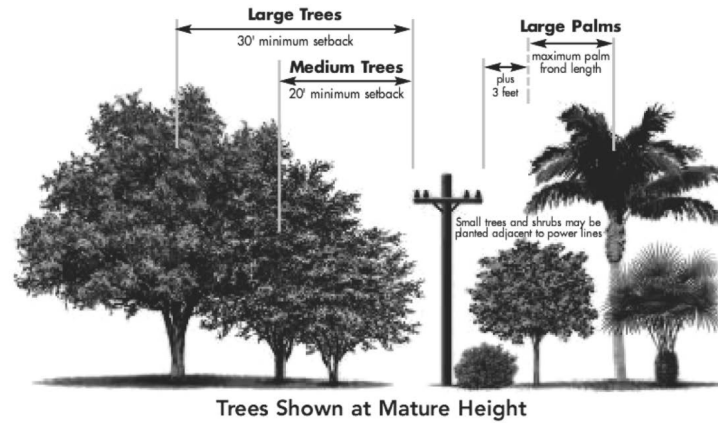 Large Trees
30' minimum setback
Medium Trees
20' minimum setback
Large Palms
maximum palm
frond length
plus
3 feet
Small trees and shrubs may be
planted adjacent to power lines
Trees Shown at Mature Height